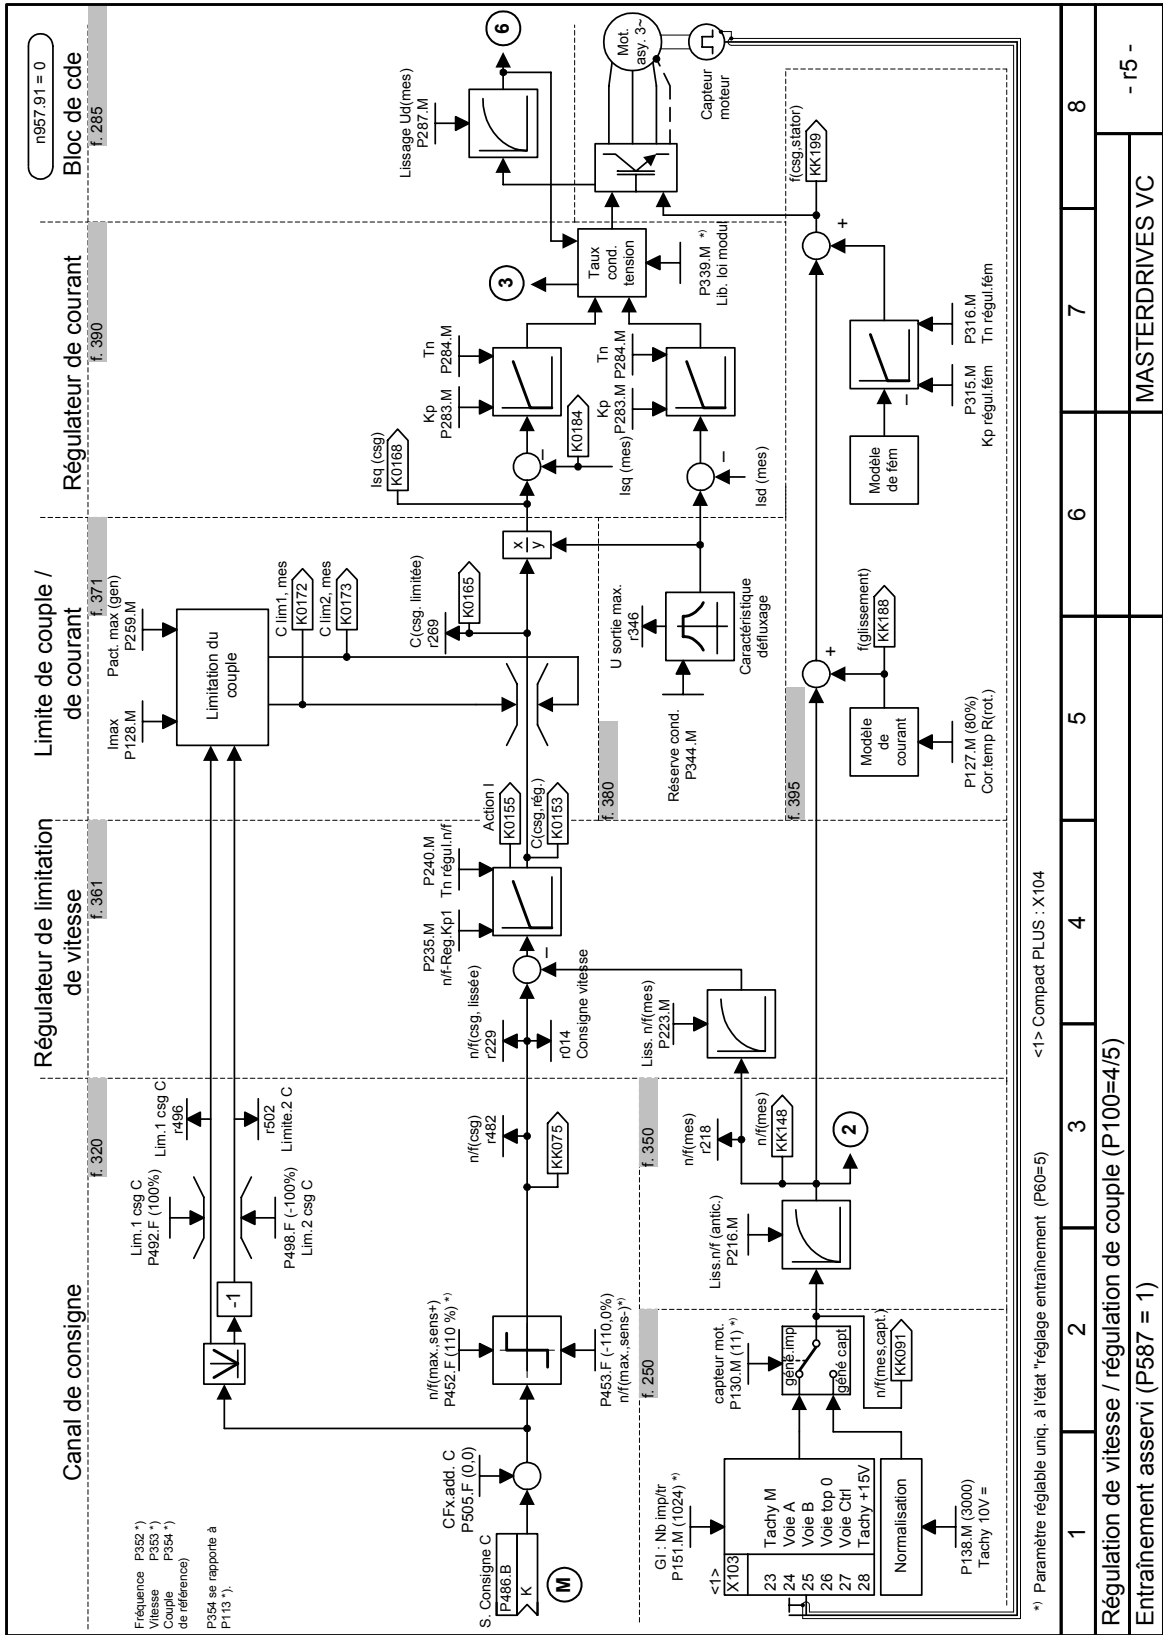 Canal de consigne
Régulateur de limitation
de vitesse
Limite de couple /
de courant
Régulateur de courant
Bloc de cde
n957.91 = 0
f. 320
f. 361
f. 371
f. 390
f. 285
Fréquence P352 *)
Vitesse P353 *)
Couple P354 *)
de référence)
P354 se rapporte à
P113 *).
Lim.1 csg C
P492.F (100%)
P498.F (-100%)
Lim.2 csg C
Lim.1 csg C
r496
r502
Limite.2 C
-1
Imax
P128.M
Pact. max (gen)
P259.M
Limitation du
couple
C lim1, mes
K0172
C lim2, mes
K0173
Lissage Ud(mes)
P287.M
6
S. Consigne C
P486.B
K
M
CFx.add. C
P505.F (0,0)
n/f(max.,sens+)
P452.F (110 %) *)
P453.F (-110,0%)
n/f(max.,sens-)*)
n/f(csg)
r482
KK075
n/f(csg, lissée)
r229
r014
Consigne vitesse
P235.M
n/f-Reg.Kp1
P240.M
Tn régul.n/f
Action I
K0155
C(csg,rég.)
K0153
C(csg. limitée)
r269
K0165
x
y
Isq (csg)
K0168
K0184
Isq (mes)
–
Kp
P283.M
Tn
P284.M
Kp
P283.M
Tn
P284.M
Isd (mes)
–
3
Taux
cond.
tension
P339.M *)
Lib. loi modul
Mot.
asy. 3~
Capteur
moteur
f. 380
Réserve cond.
P344.M
U sortie max.
r346
Caractéristique
défluxage
f. 250
f. 350
f. 395
GI : Nb imp/tr
P151.M (1024) *)
<1>
X103
23 Tachy M
24 Voie A
25 Voie B
26 Voie top 0
27 Voie Ctrl
28 Tachy +15V
Normalisation
P138.M (3000)
Tachy 10V =
capteur mot.
P130.M (11) *)
géné.imp
géné capt
n/f(mes,capt.)
KK091
Liss.n/f (antic.)
P216.M
n/f(mes)
r218
n/f(mes)
KK148
2
Liss. n/f(mes)
P223.M
–
Modèle
de
courant
P127.M (80%)
Cor.temp R(rot.)
f(glissement)
KK188
+
Modèle
de fém
–
P315.M
Kp régul.fém
P316.M
Tn régul.fém
+
f(csg,stator)
KK199
*) Paramètre réglable uniq. à l'état "réglage entraînement (P60=5)
<1> Compact PLUS : X104
1 2 3 4 5 6 7 8
Régulation de vitesse / régulation de couple (P100=4/5)
Entraînement asservi (P587 = 1)
MASTERDRIVES VC
- r5 -